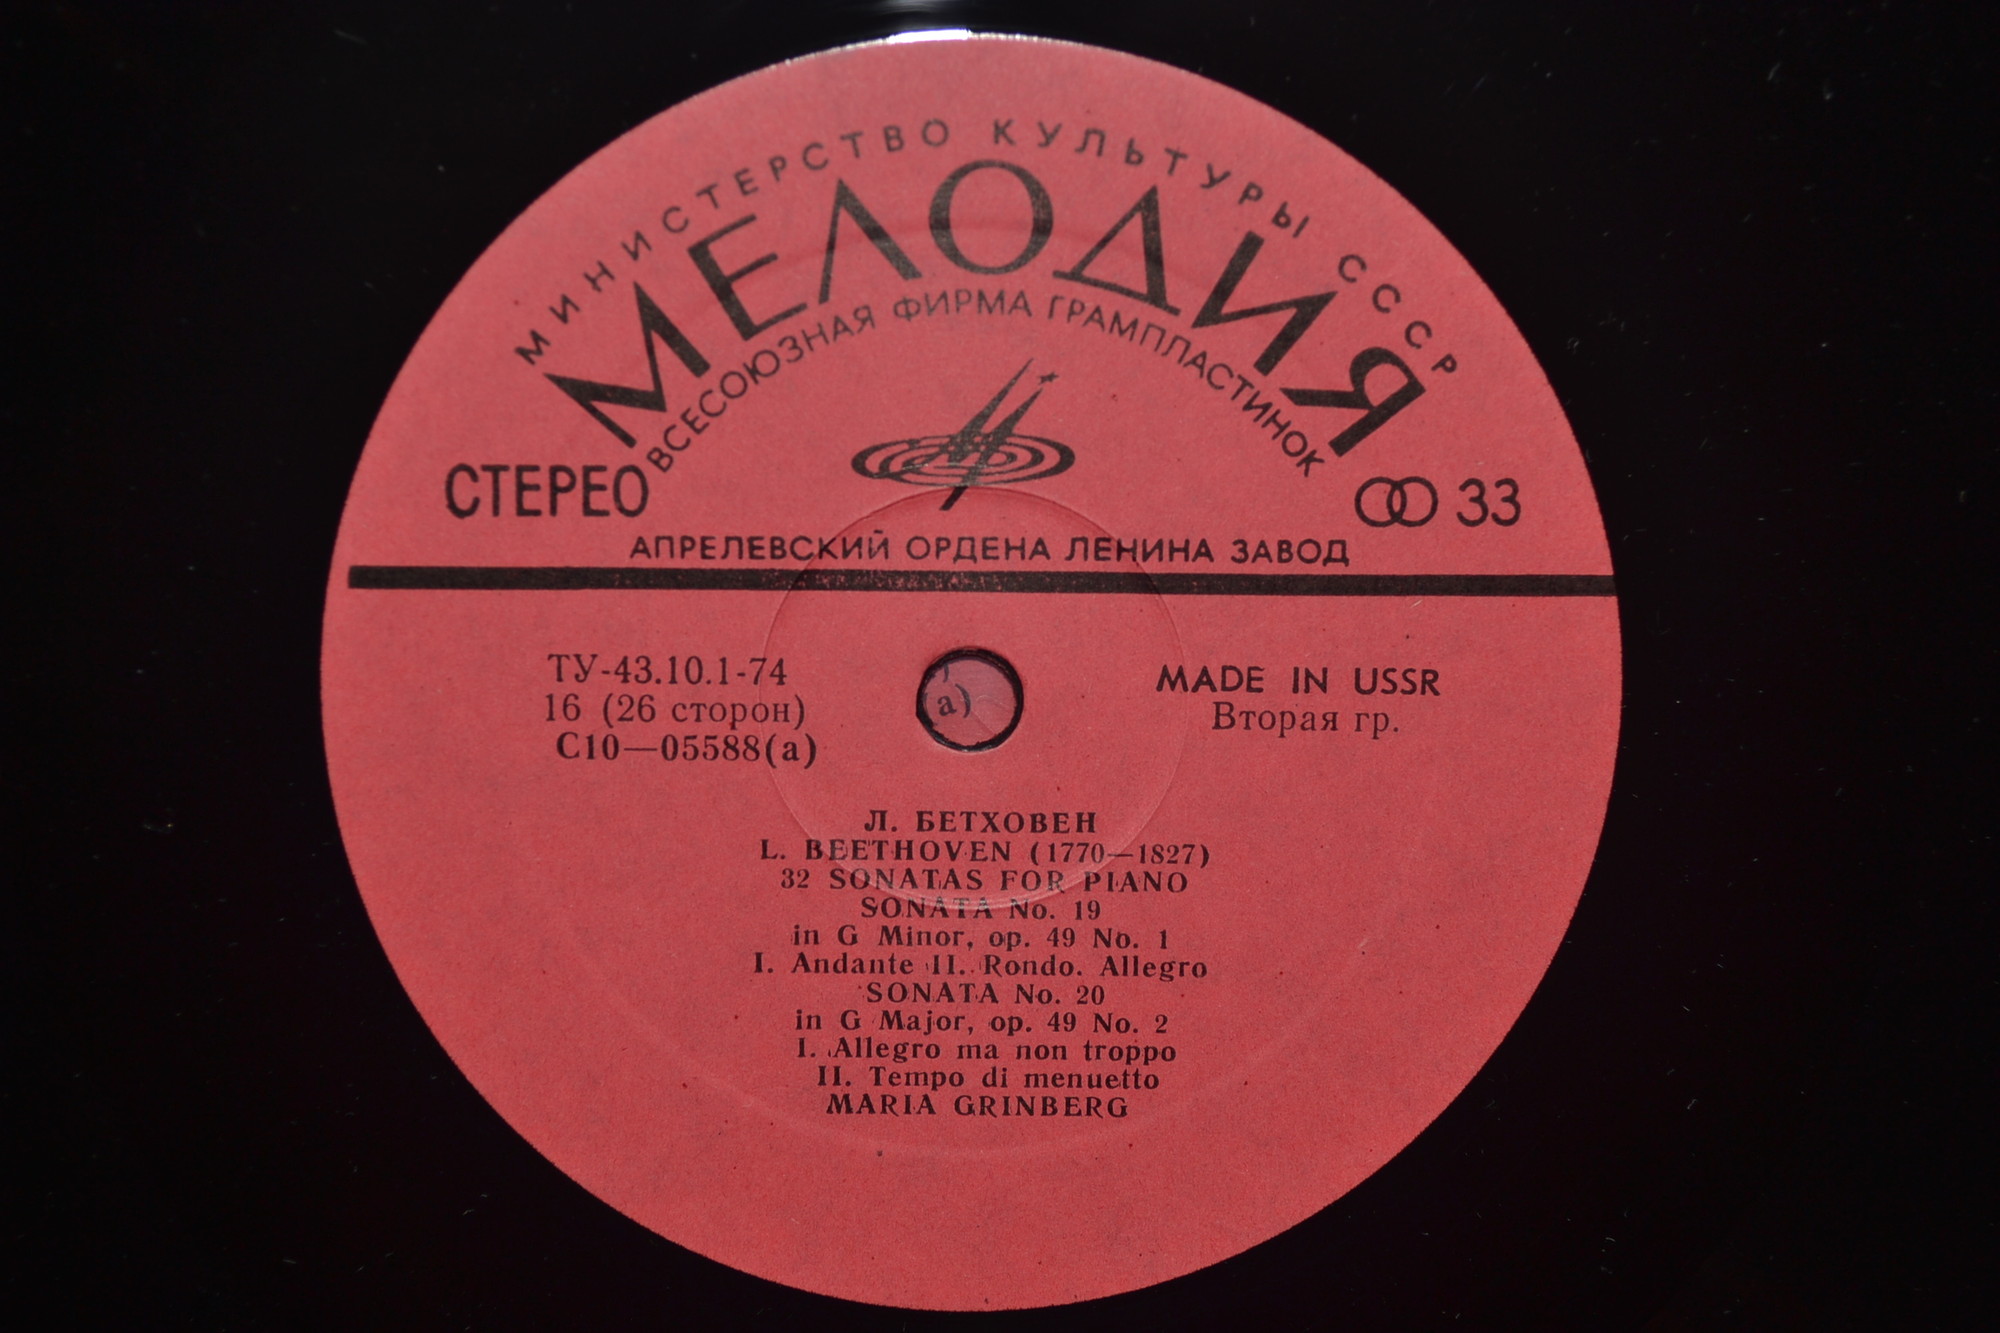 МИНИСТЕРСТВО КУЛЬТУРЫ СССР
МЕЛОДИЯ
ВСЕСОЮЗНАЯ ФИРМА ГРАМПЛАСТИНОК
СТЕРЕО
33
АПРЕЛЕВСКИЙ ОРДЕНА ЛЕНИНА ЗАВОД
ТУ-43.10.1-74
16 (26 сторон)
С10—05588(а)
MADE IN USSR
Вторая гр.
а)
Л. БЕТХОВЕН
L. BEETHOVEN (1770—1827)
32 SONATAS FOR PIANO
SONATA No. 19
in G Minor, op. 49 No. 1
I. Andante II. Rondo. Allegro
SONATA No. 20
in G Major, op. 49 No. 2
I. Allegro ma non troppo
II. Tempo di menuetto
MARIA GRINBERG